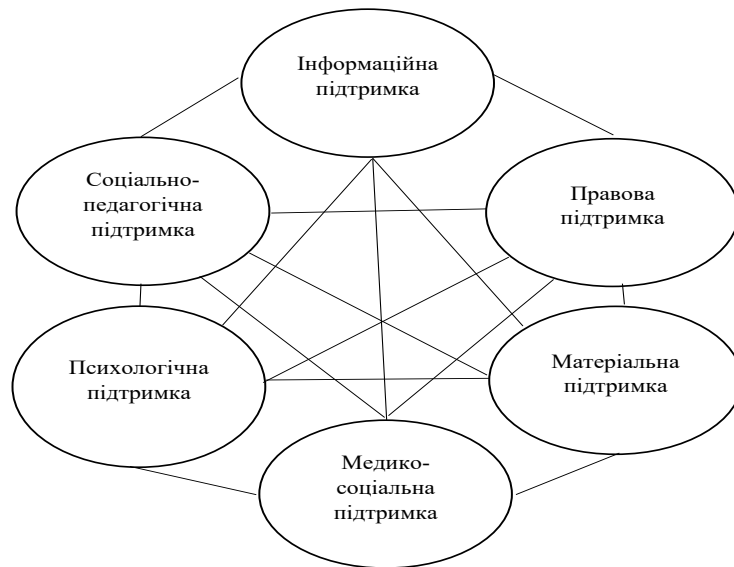 Інформаційна
підтримка
Соціально-
педагогічна
підтримка
Правова
підтримка
Психологічна
підтримка
Матеріальна
підтримка
Медико-
соціальна
підтримка